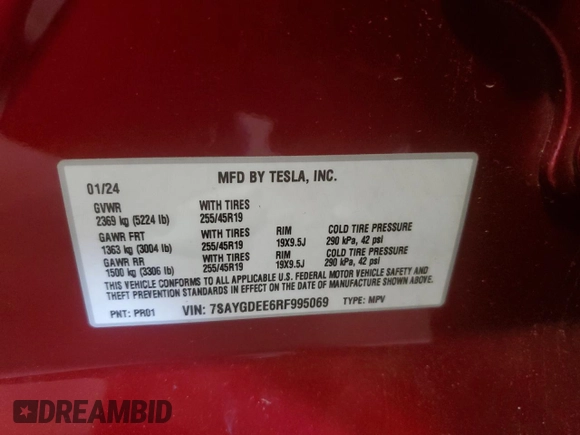 MFD BY TESLA, INC.
01/24
GVWR
2369 kg (5224 lb)
WITH TIRES
255/45R19
GAWR FRT
1363 kg (3004 lb)
WITH TIRES
255/45R19
RIM
19X9.5J
COLD TIRE PRESSURE
290 kPa, 42 psi
GAWR RR
1500 kg (3306 lb)
WITH TIRES
255/45R19
RIM
19X9.5J
COLD TIRE PRESSURE
290 kPa, 42 psi
THIS VEHICLE CONFORMS TO ALL APPLICABLE U.S. FEDERAL MOTOR VEHICLE SAFETY AND
THEFT PREVENTION STANDARDS IN EFFECT ON THE DATE OF MANUFACTURE SHOWN ABOVE.
PNT: PR01 VIN: 7SAYGDEE6RF995069 TYPE: MPV
DREAMBID